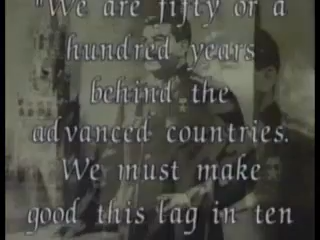 "We are fifty or a
hundred years
behind the
advanced countries.
We must make
good this lag in ten